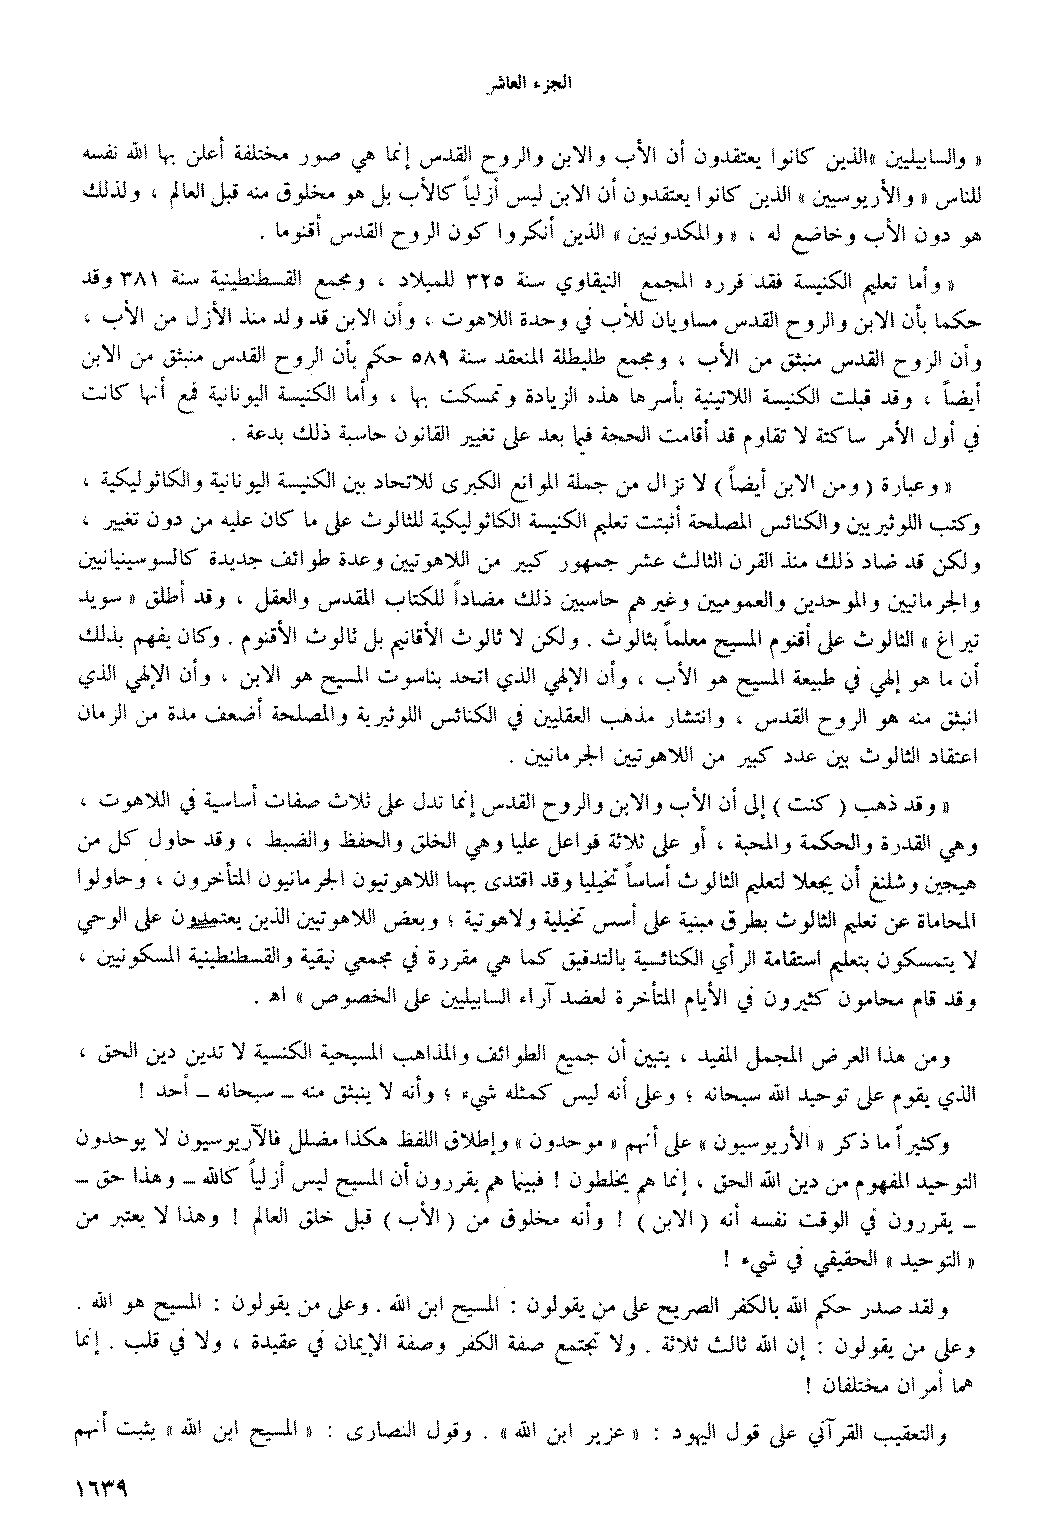 الجزء العاشر
« والسابيليين »الذين كانوا يعتقدون أن الأب والابن والروح القدس إنما هي صور مختلفة أعلن بها الله نفسه
للناس « والأريوسيين » الذين كانوا يعتقدون أن الابن ليس أزلياً كالأب بل هو مخلوق منه قبل العالم ، ولذلك
هو دون الأب وخاضع له ، « والمكدونيين » الذين أنكروا كون الروح القدس أقنوما .
« وأما تعليم الكنيسة فقد قرره المجمع النيقاوي سنة ٣٢٥ للميلاد ، ومجمع القسطنطينية سنة ٣٨١ وقد
حكما بأن الابن والروح القدس مساويان للأب في وحدة اللاهوت ، وأن الابن قد ولد منذ الأزل من الأب ،
وأن الروح القدس منبثق من الأب ، ومجمع طليطلة المنعقد سنة ٥٨٩ حكم بأن الروح القدس منبثق من الابن
أيضاً ، وقد قبلت الكنيسة اللاتينية بأسرها هذه الزيادة وتمسكت بها ، وأما الكنيسة اليونانية فمع أنها كانت
في أول الأمر ساكتة لا تقاوم قد أقامت الحجة فيما بعد على تغيير القانون حاسبة ذلك بدعة .
« وعبارة ( ومن الابن أيضاً ) لا تزال من جملة الموانع الكبرى للاتحاد بين الكنيسة اليونانية والكاثوليكية ،
وكتب اللوثيريين والكنائس المصلحة أثبتت تعليم الكنيسة الكاثوليكية للثالوث على ما كان عليه من دون تغيير ،
ولكن قد ضاد ذلك منذ القرن الثالث عشر جمهور كبير من اللاهوتيين وعدة طوائف جديدة كالسوسينيانيين
والجرمانيين والموحدين والعموميين وغيرهم حاسبين ذلك مضاداً للكتاب المقدس والعقل ، وقد أطلق « سويد
تيراغ » الثالوث على أقنوم المسيح معلماً بثالوث . ولكن لا ثالوث الأقانيم بل ثالوث الأقنوم . وكان يفهم بذلك
أن ما هو إلهي في طبيعة المسيح هو الأب ، وأن الإلهي الذي اتحد بناسوت المسيح هو الابن ، وأن الإلهي الذي
انبثق منه هو الروح القدس ، وانتشار مذهب العقليين في الكنائس اللوثيرية والمصلحة أضعف مدة من الزمان
اعتقاد الثالوث بين عدد كبير من اللاهوتيين الجرمانيين .
« وقد ذهب ( كنت ) إلى أن الأب والابن والروح القدس إنما تدل على ثلاث صفات أساسية في اللاهوت ،
وهي القدرة والحكمة والمحبة ، أو على ثلاثة فواعل عليا وهي الخلق والحفظ والضبط ، وقد حاول كل من
هيجين وشلنغ أن يجعلا لتعليم الثالوث أساساً تخيليا وقد اقتدى بهما اللاهوتيون الجرمانيون المتأخرون ، وحاولوا
المحاماة عن تعليم الثالوث بطرق مبنية على أسس تخيلية ولاهوتية ؛ وبعض اللاهوتيين الذين يعتمدون على الوحي
لا يتمسكون بتعليم استقامة الرأي الكنائسية بالتدقيق كما هي مقررة في مجمعي نيقية والقسطنطينية المسكونيين ،
وقد قام محامون كثيرون في الأيام المتأخرة لعضد آراء السابيليين على الخصوص » اهـ .
ومن هذا العرض المجمل المفيد ، يتبين أن جميع الطوائف والمذاهب المسيحية الكنسية لا تدين دين الحق ،
الذي يقوم على توحيد الله سبحانه ؛ وعلى أنه ليس كمثله شيء ؛ وأنه لا ينبثق منه ــ سبحانه ــ أحد !
وكثيراً ما ذكر « الأريوسيون » على أنهم « موحدون » وإطلاق اللفظ هكذا مضلل فالآريوسيون لا يوحدون
التوحيد المفهوم من دين الله الحق ، إنما هم يخلطون ! فبينما هم يقررون أن المسيح ليس أزلياً كالله ــ وهذا حق ــ
ــ يقررون في الوقت نفسه أنه ( الابن ) ! وأنه مخلوق من ( الأب ) قبل خلق العالم ! وهذا لا يعتبر من
« التوحيد » الحقيقي في شيء !
ولقد صدر حكم الله بالكفر الصريح على من يقولون : المسيح ابن الله . وعلى من يقولون : المسيح هو الله .
وعلى من يقولون : إن الله ثالث ثلاثة . ولا تجتمع صفة الكفر وصفة الإيمان في عقيدة ، ولا في قلب . إنما
هما أمران مختلفان !
والتعقيب القرآني على قول اليهود : « عزير ابن الله » . وقول النصارى : « المسيح ابن الله » يثبت أنهم
١٦٣٩